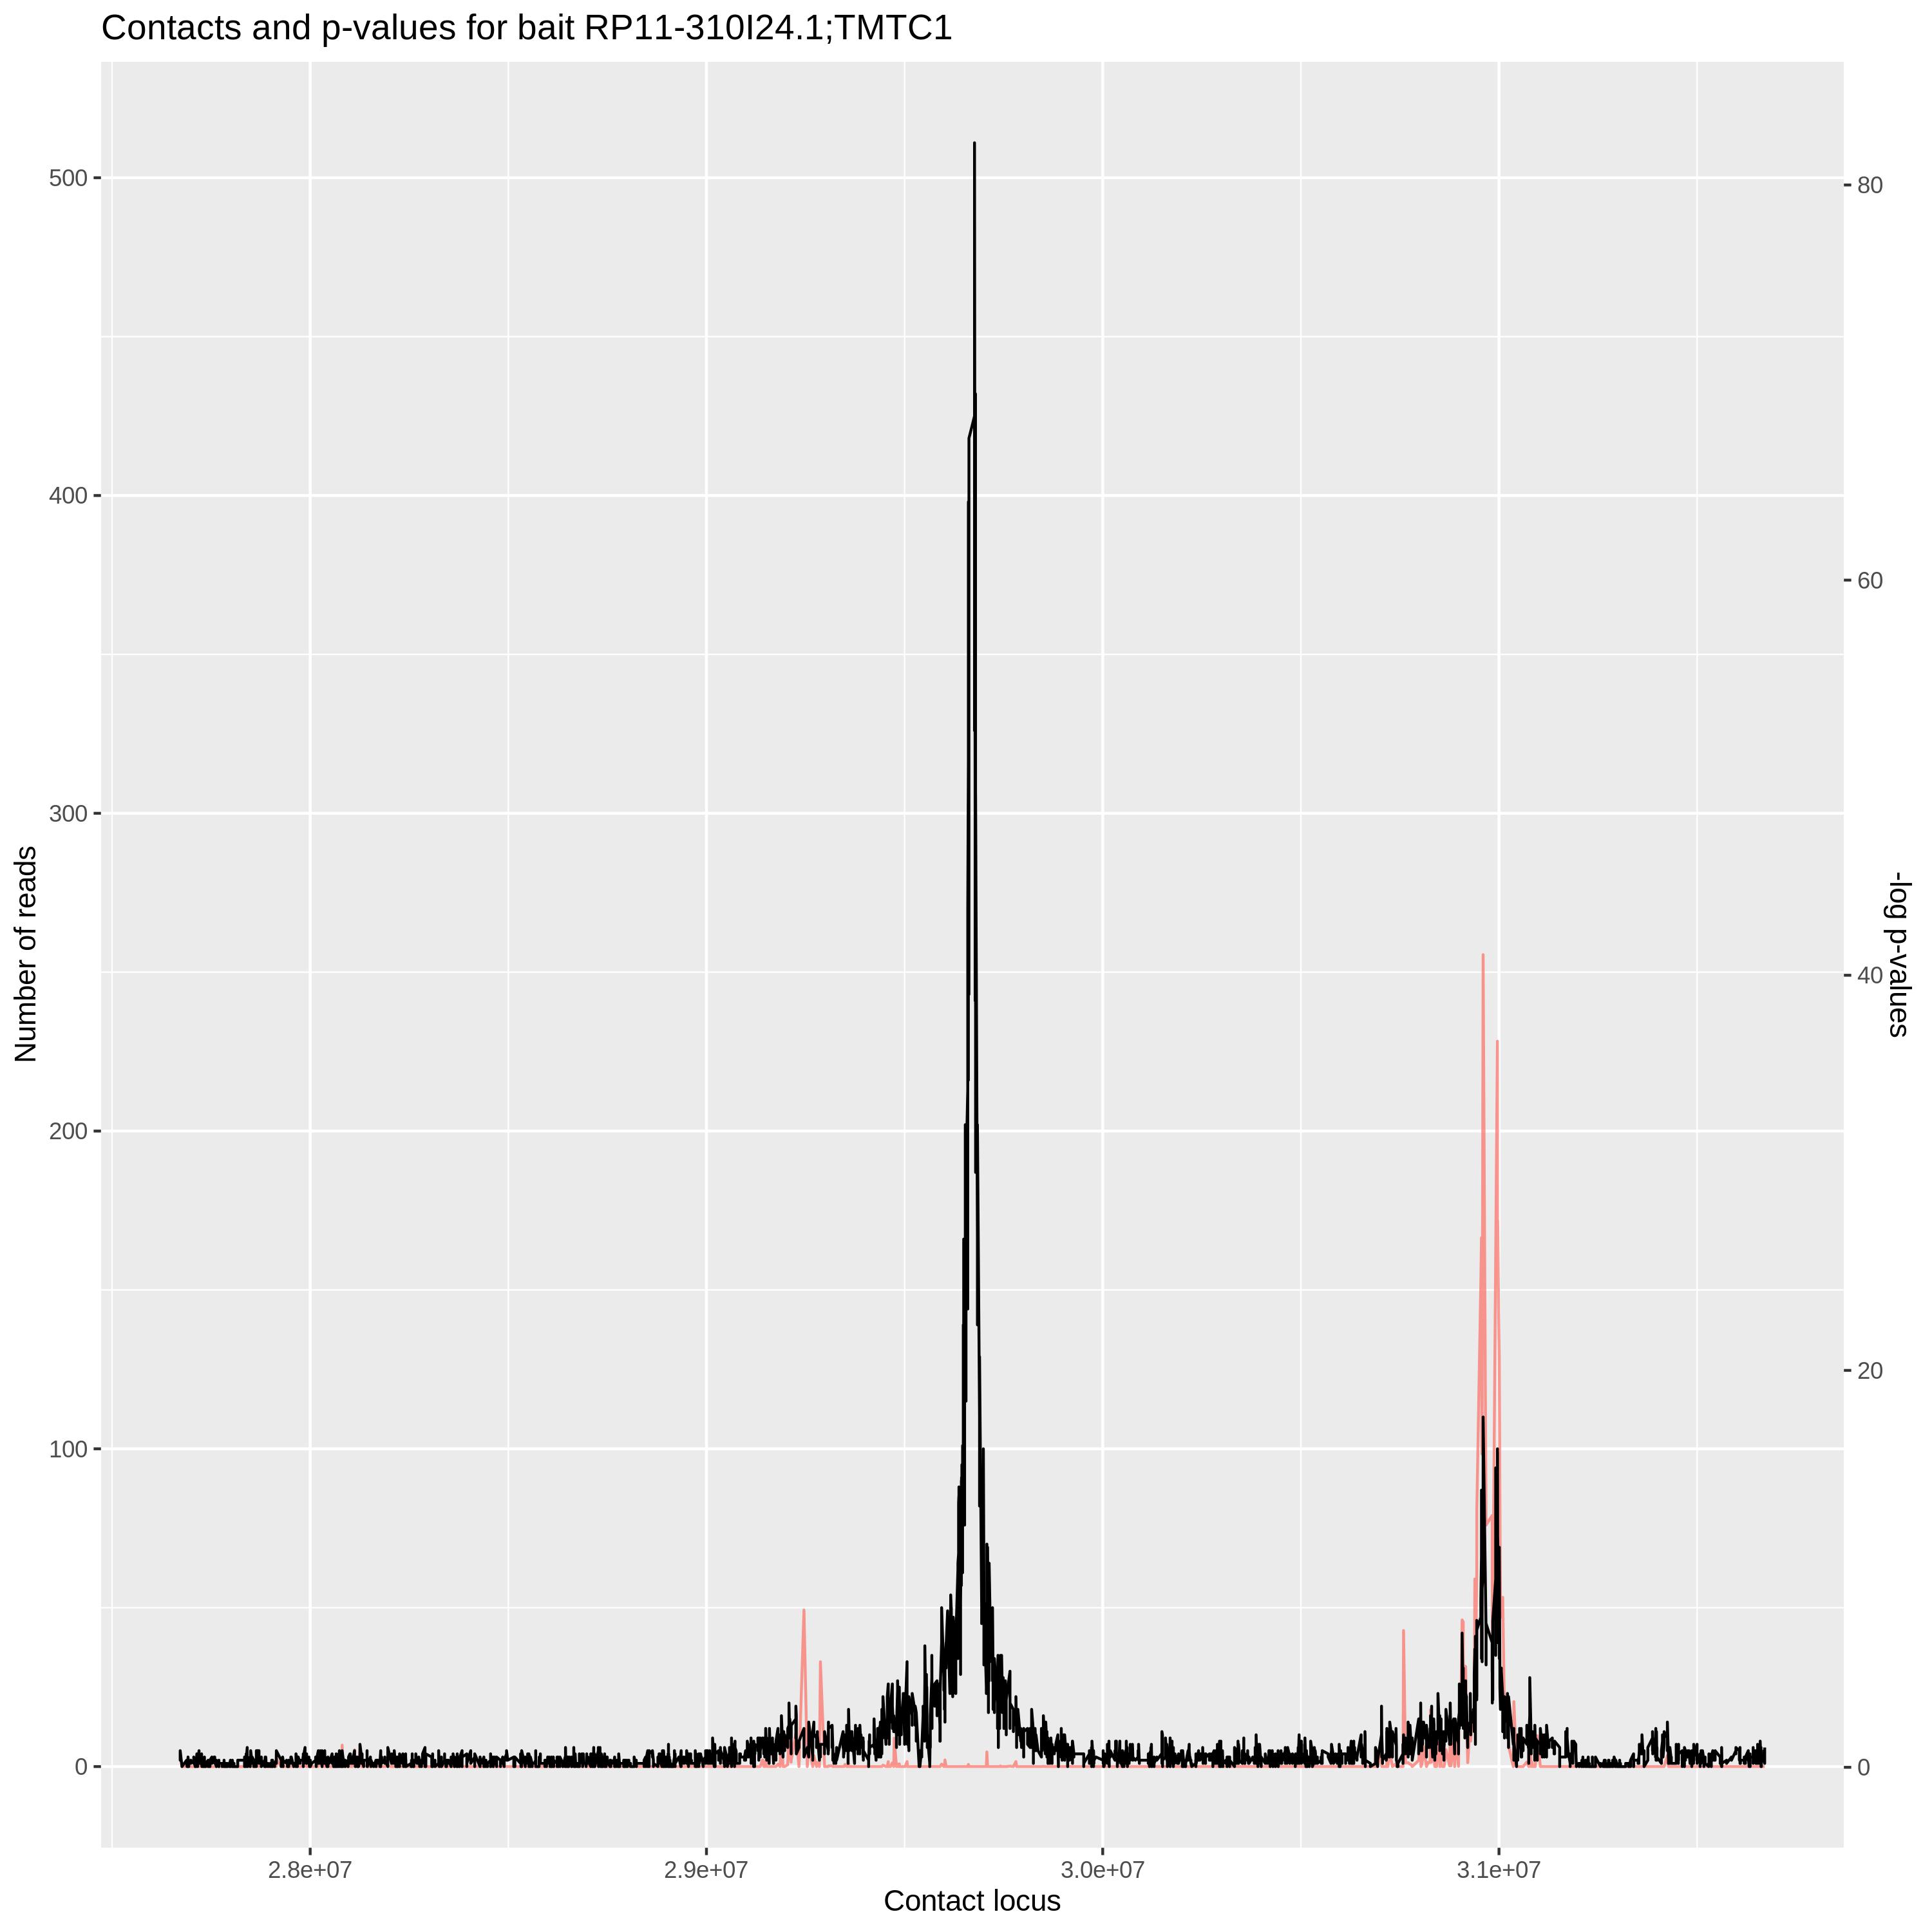 Contacts and p-values for bait RP11-310I24.1;TMTC1
500
400
300
200
100
0
Number of reads
80
60
40
20
0
-log p-values
2.8e+07
2.9e+07
3.0e+07
3.1e+07
Contact locus